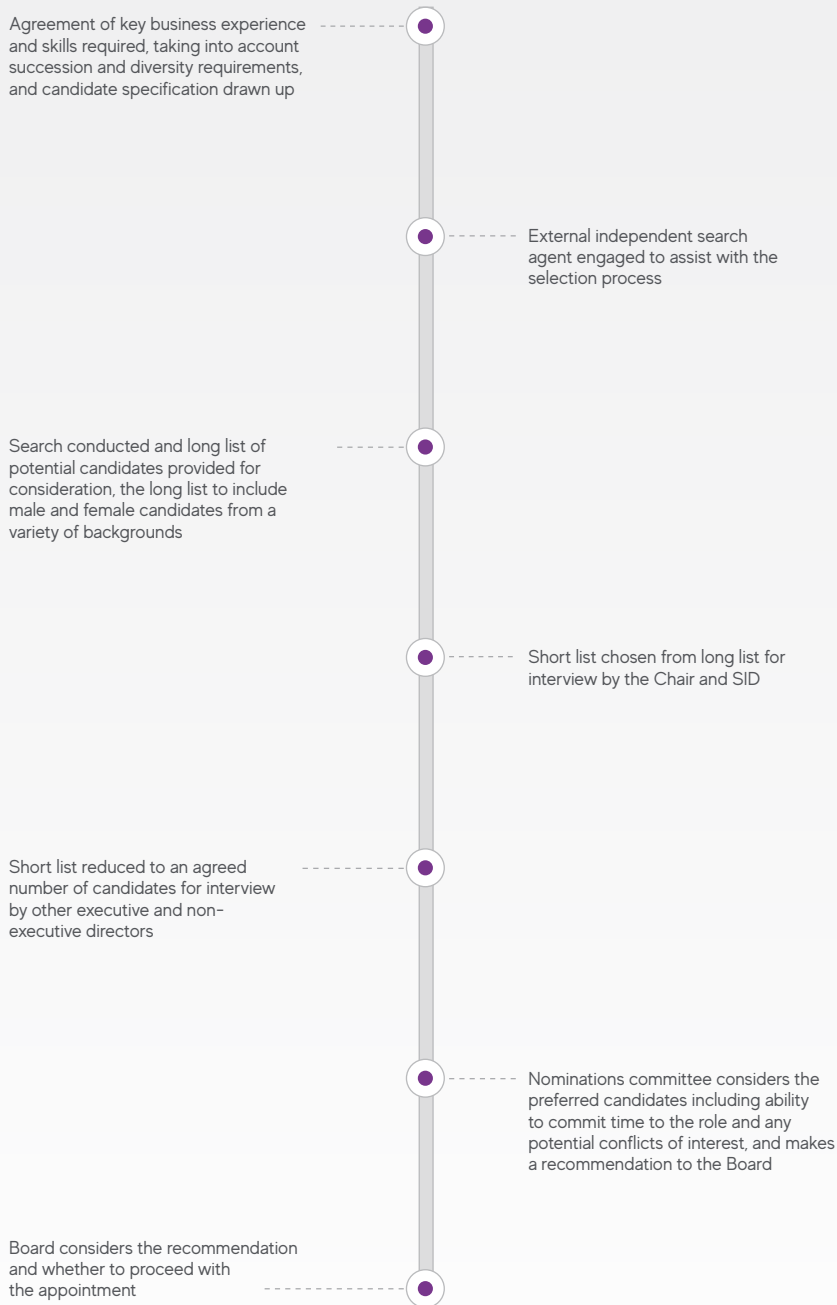 Agreement of key business experience
and skills required, taking into account
succession and diversity requirements,
and candidate specification drawn up
External independent search
agent engaged to assist with the
selection process
Search conducted and long list of
potential candidates provided for
consideration, the long list to include
male and female candidates from a
variety of backgrounds
Short list chosen from long list for
interview by the Chair and SID
Short list reduced to an agreed
number of candidates for interview
by other executive and non-
executive directors
Nominations committee considers the
preferred candidates including ability
to commit time to the role and any
potential conflicts of interest, and makes
a recommendation to the Board
Board considers the recommendation
and whether to proceed with
the appointment